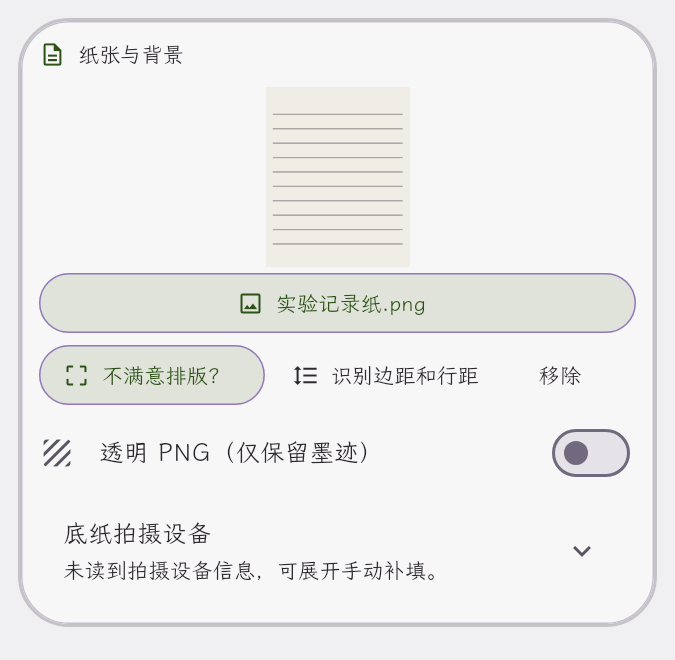 纸张与背景
实验记录纸.png
不满意排版？ 识别边距和行距 移除
透明 PNG（仅保留墨迹）
底纸拍摄设备
未读到拍摄设备信息，可展开手动补填。